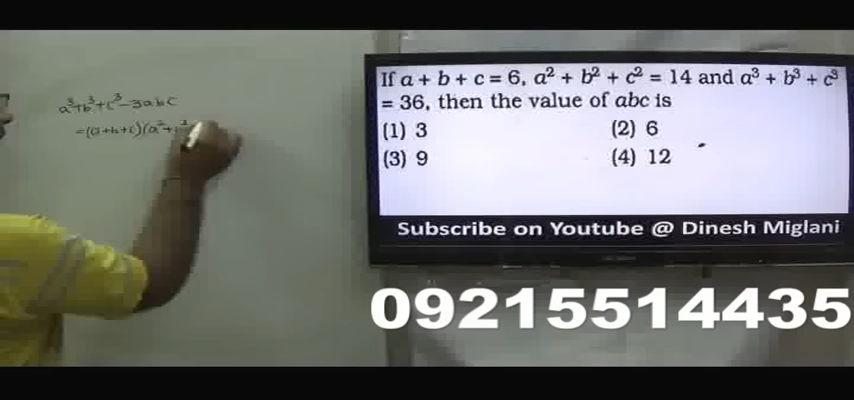 a³+b³+c³-3abc
=(a+b+c)(a²+b²
If a + b + c = 6, a² + b² + c² = 14 and a³ + b³ + c³
= 36, then the value of abc is
(1) 3 (2) 6
(3) 9 (4) 12
Subscribe on Youtube @ Dinesh Miglani
09215514435